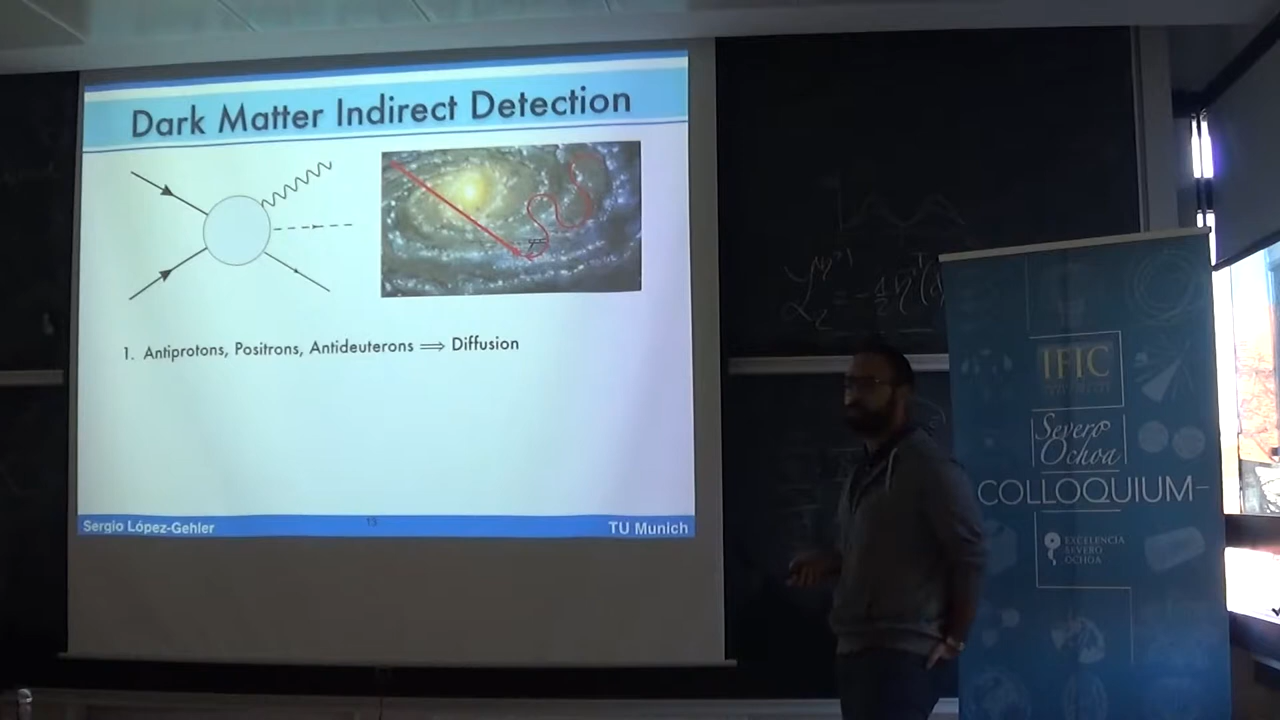 Dark Matter Indirect Detection
1. Antiprotons, Positrons, Antideuterons ⟹ Diffusion
Sergio López-Gehler
13
TU Munich
IFIC
Severo
Ochoa
COLLOQUIUM
EXCELENCIA
SEVERO
OCHOA